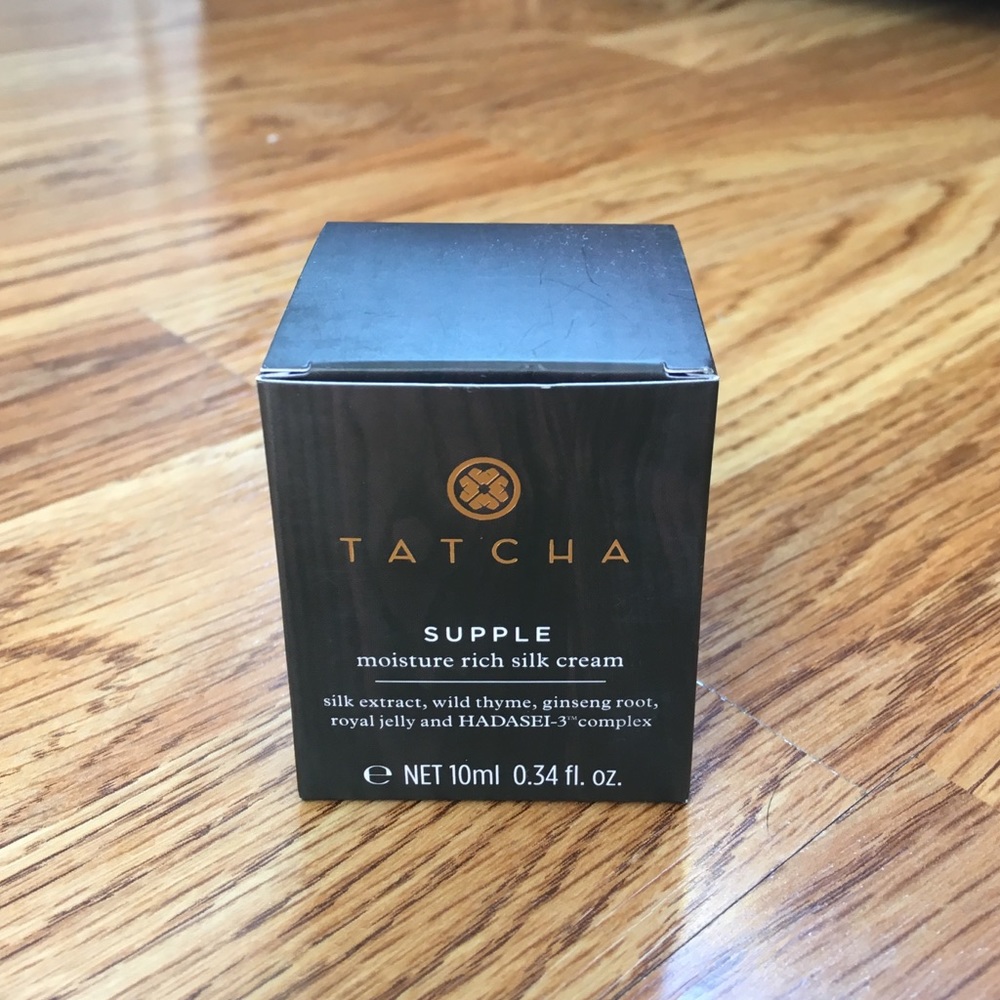 TATCHA
SUPPLE
moisture rich silk cream
silk extract, wild thyme, ginseng root,
royal jelly and HADASEI-3™ complex
℮ NET 10ml 0.34 fl. oz.